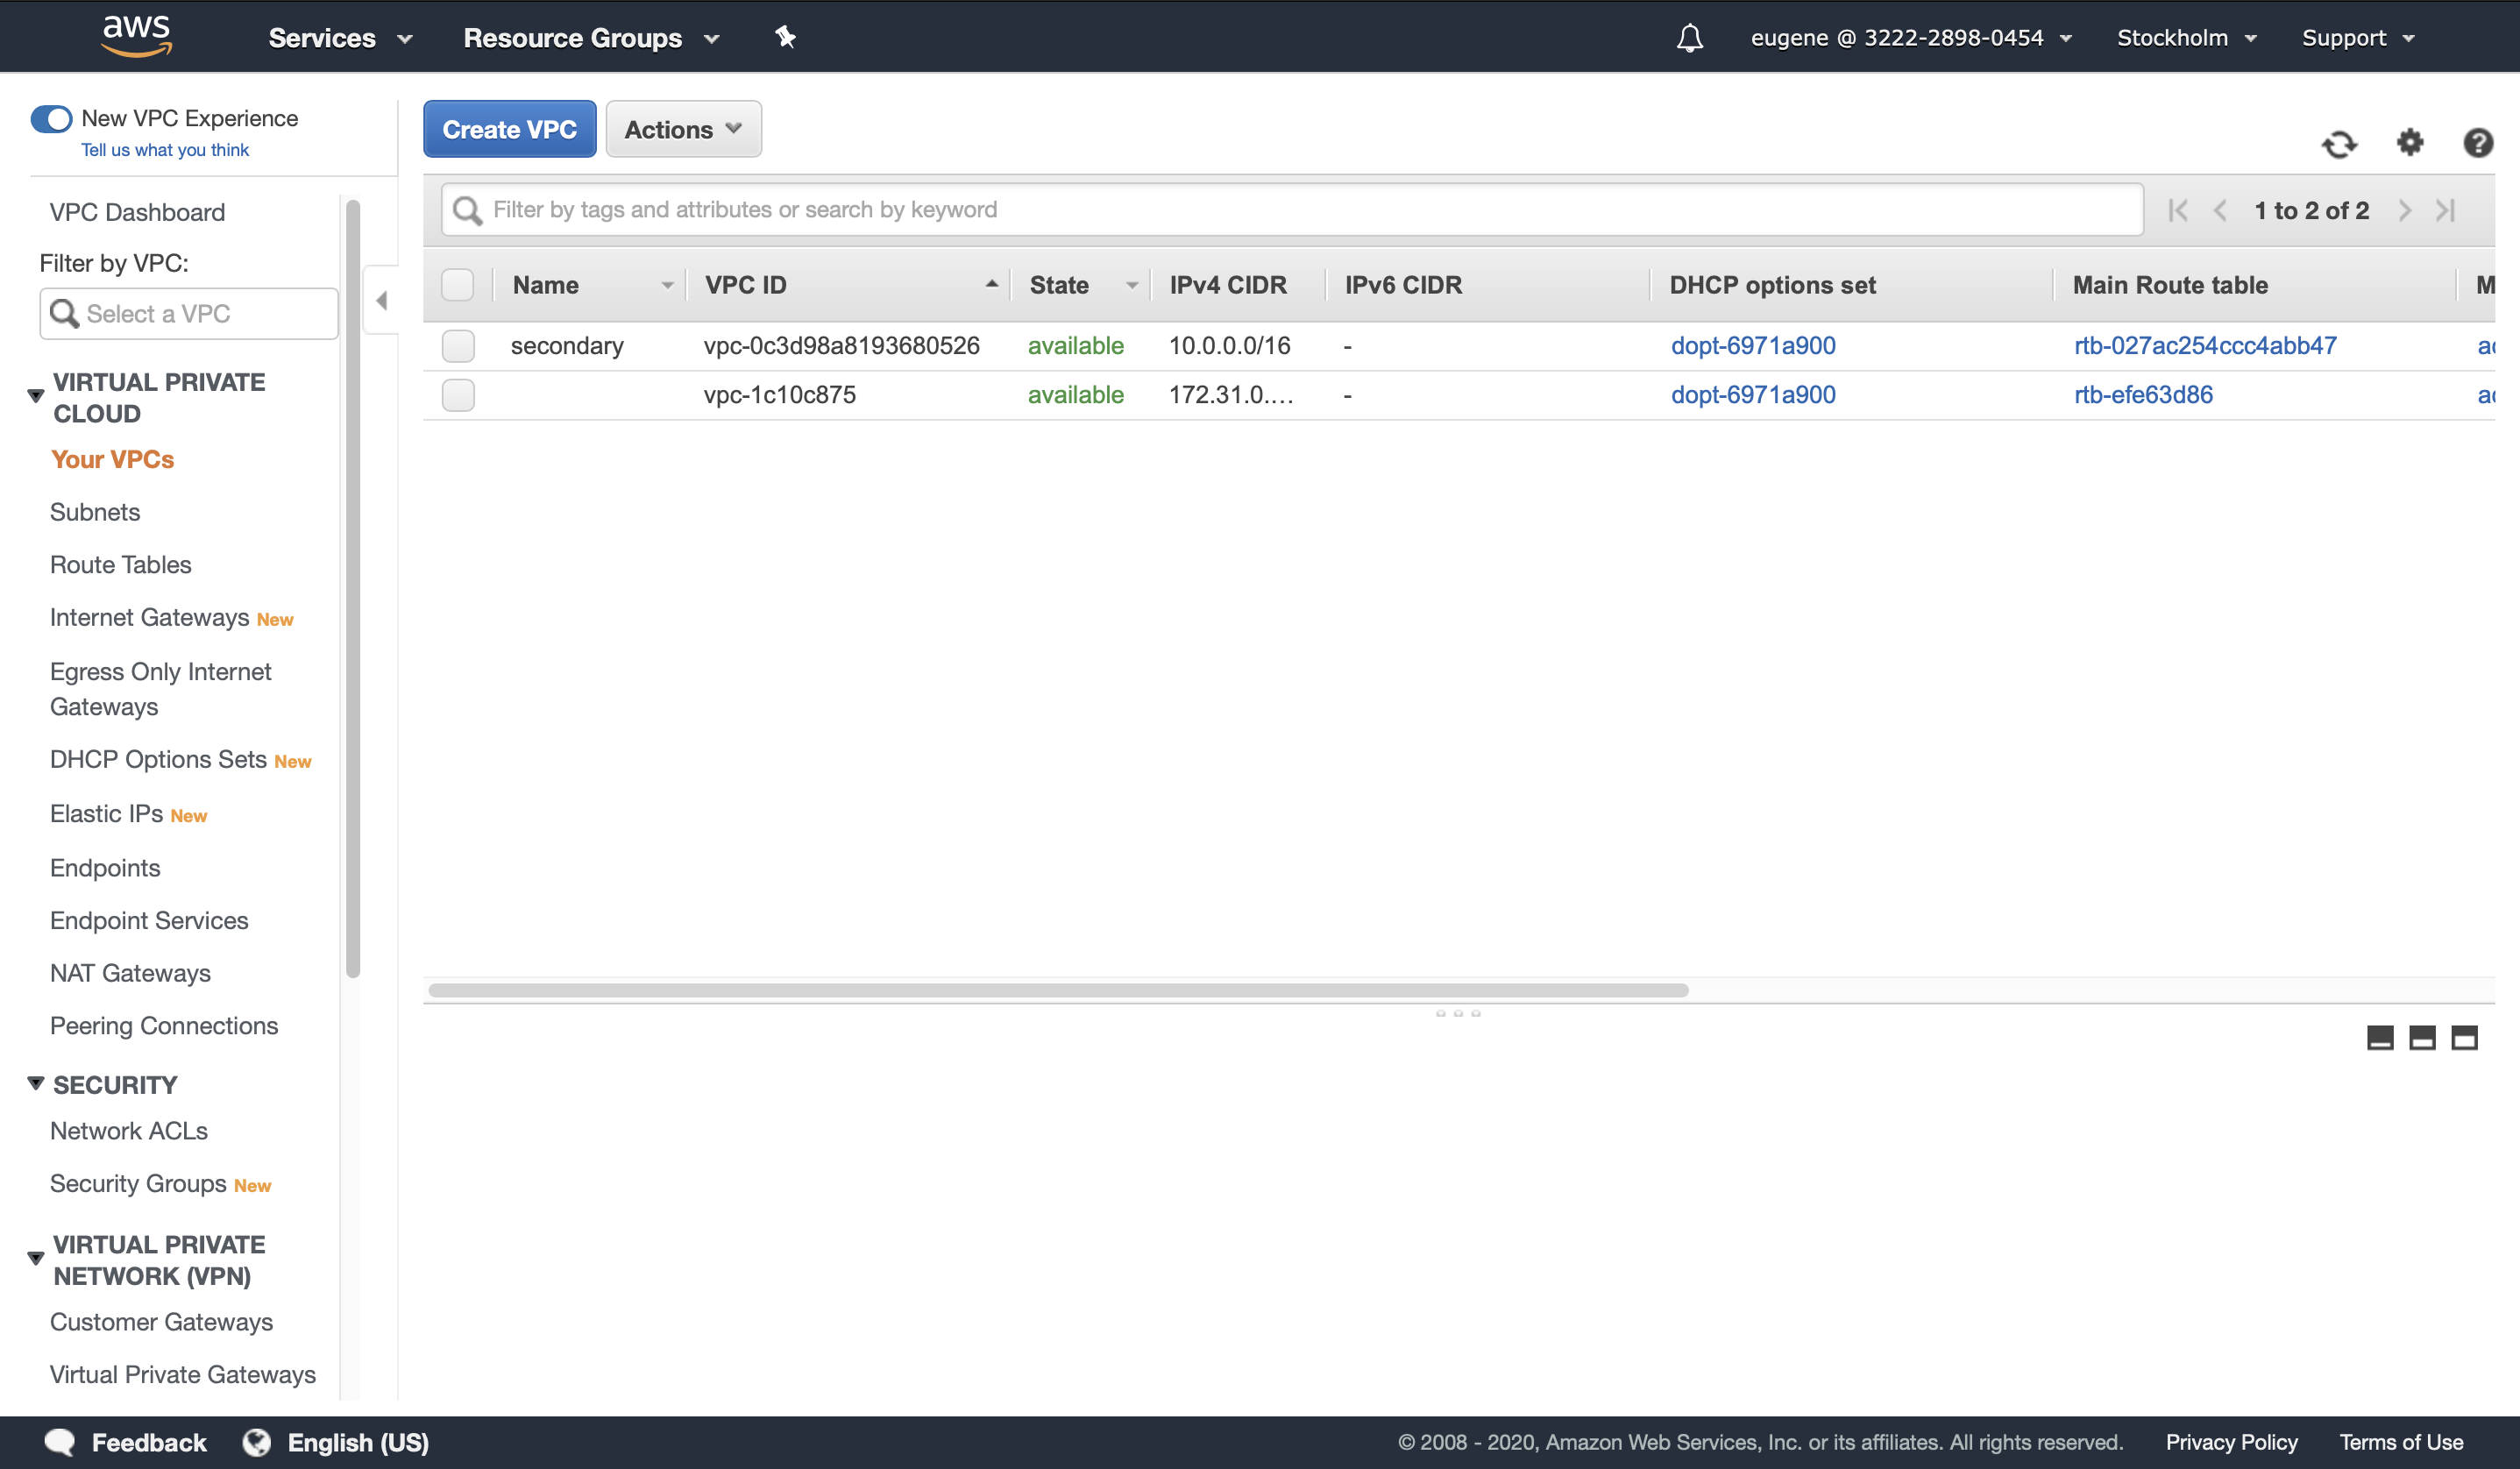 aws Services Resource Groups eugene @ 3222-2898-0454 Stockholm Support
New VPC Experience
Tell us what you think
VPC Dashboard
Filter by VPC:
Select a VPC
VIRTUAL PRIVATE
CLOUD
Your VPCs
Subnets
Route Tables
Internet Gateways New
Egress Only Internet
Gateways
DHCP Options Sets New
Elastic IPs New
Endpoints
Endpoint Services
NAT Gateways
Peering Connections
SECURITY
Network ACLs
Security Groups New
VIRTUAL PRIVATE
NETWORK (VPN)
Customer Gateways
Virtual Private Gateways
Create VPC Actions
Filter by tags and attributes or search by keyword 1 to 2 of 2
Name VPC ID State IPv4 CIDR IPv6 CIDR DHCP options set Main Route table M
secondary vpc-0c3d98a8193680526 available 10.0.0.0/16 - dopt-6971a900 rtb-027ac254ccc4abb47
vpc-1c10c875 available 172.31.0.... - dopt-6971a900 rtb-efe63d86
Feedback English (US) © 2008 - 2020, Amazon Web Services, Inc. or its affiliates. All rights reserved. Privacy Policy Terms of Use